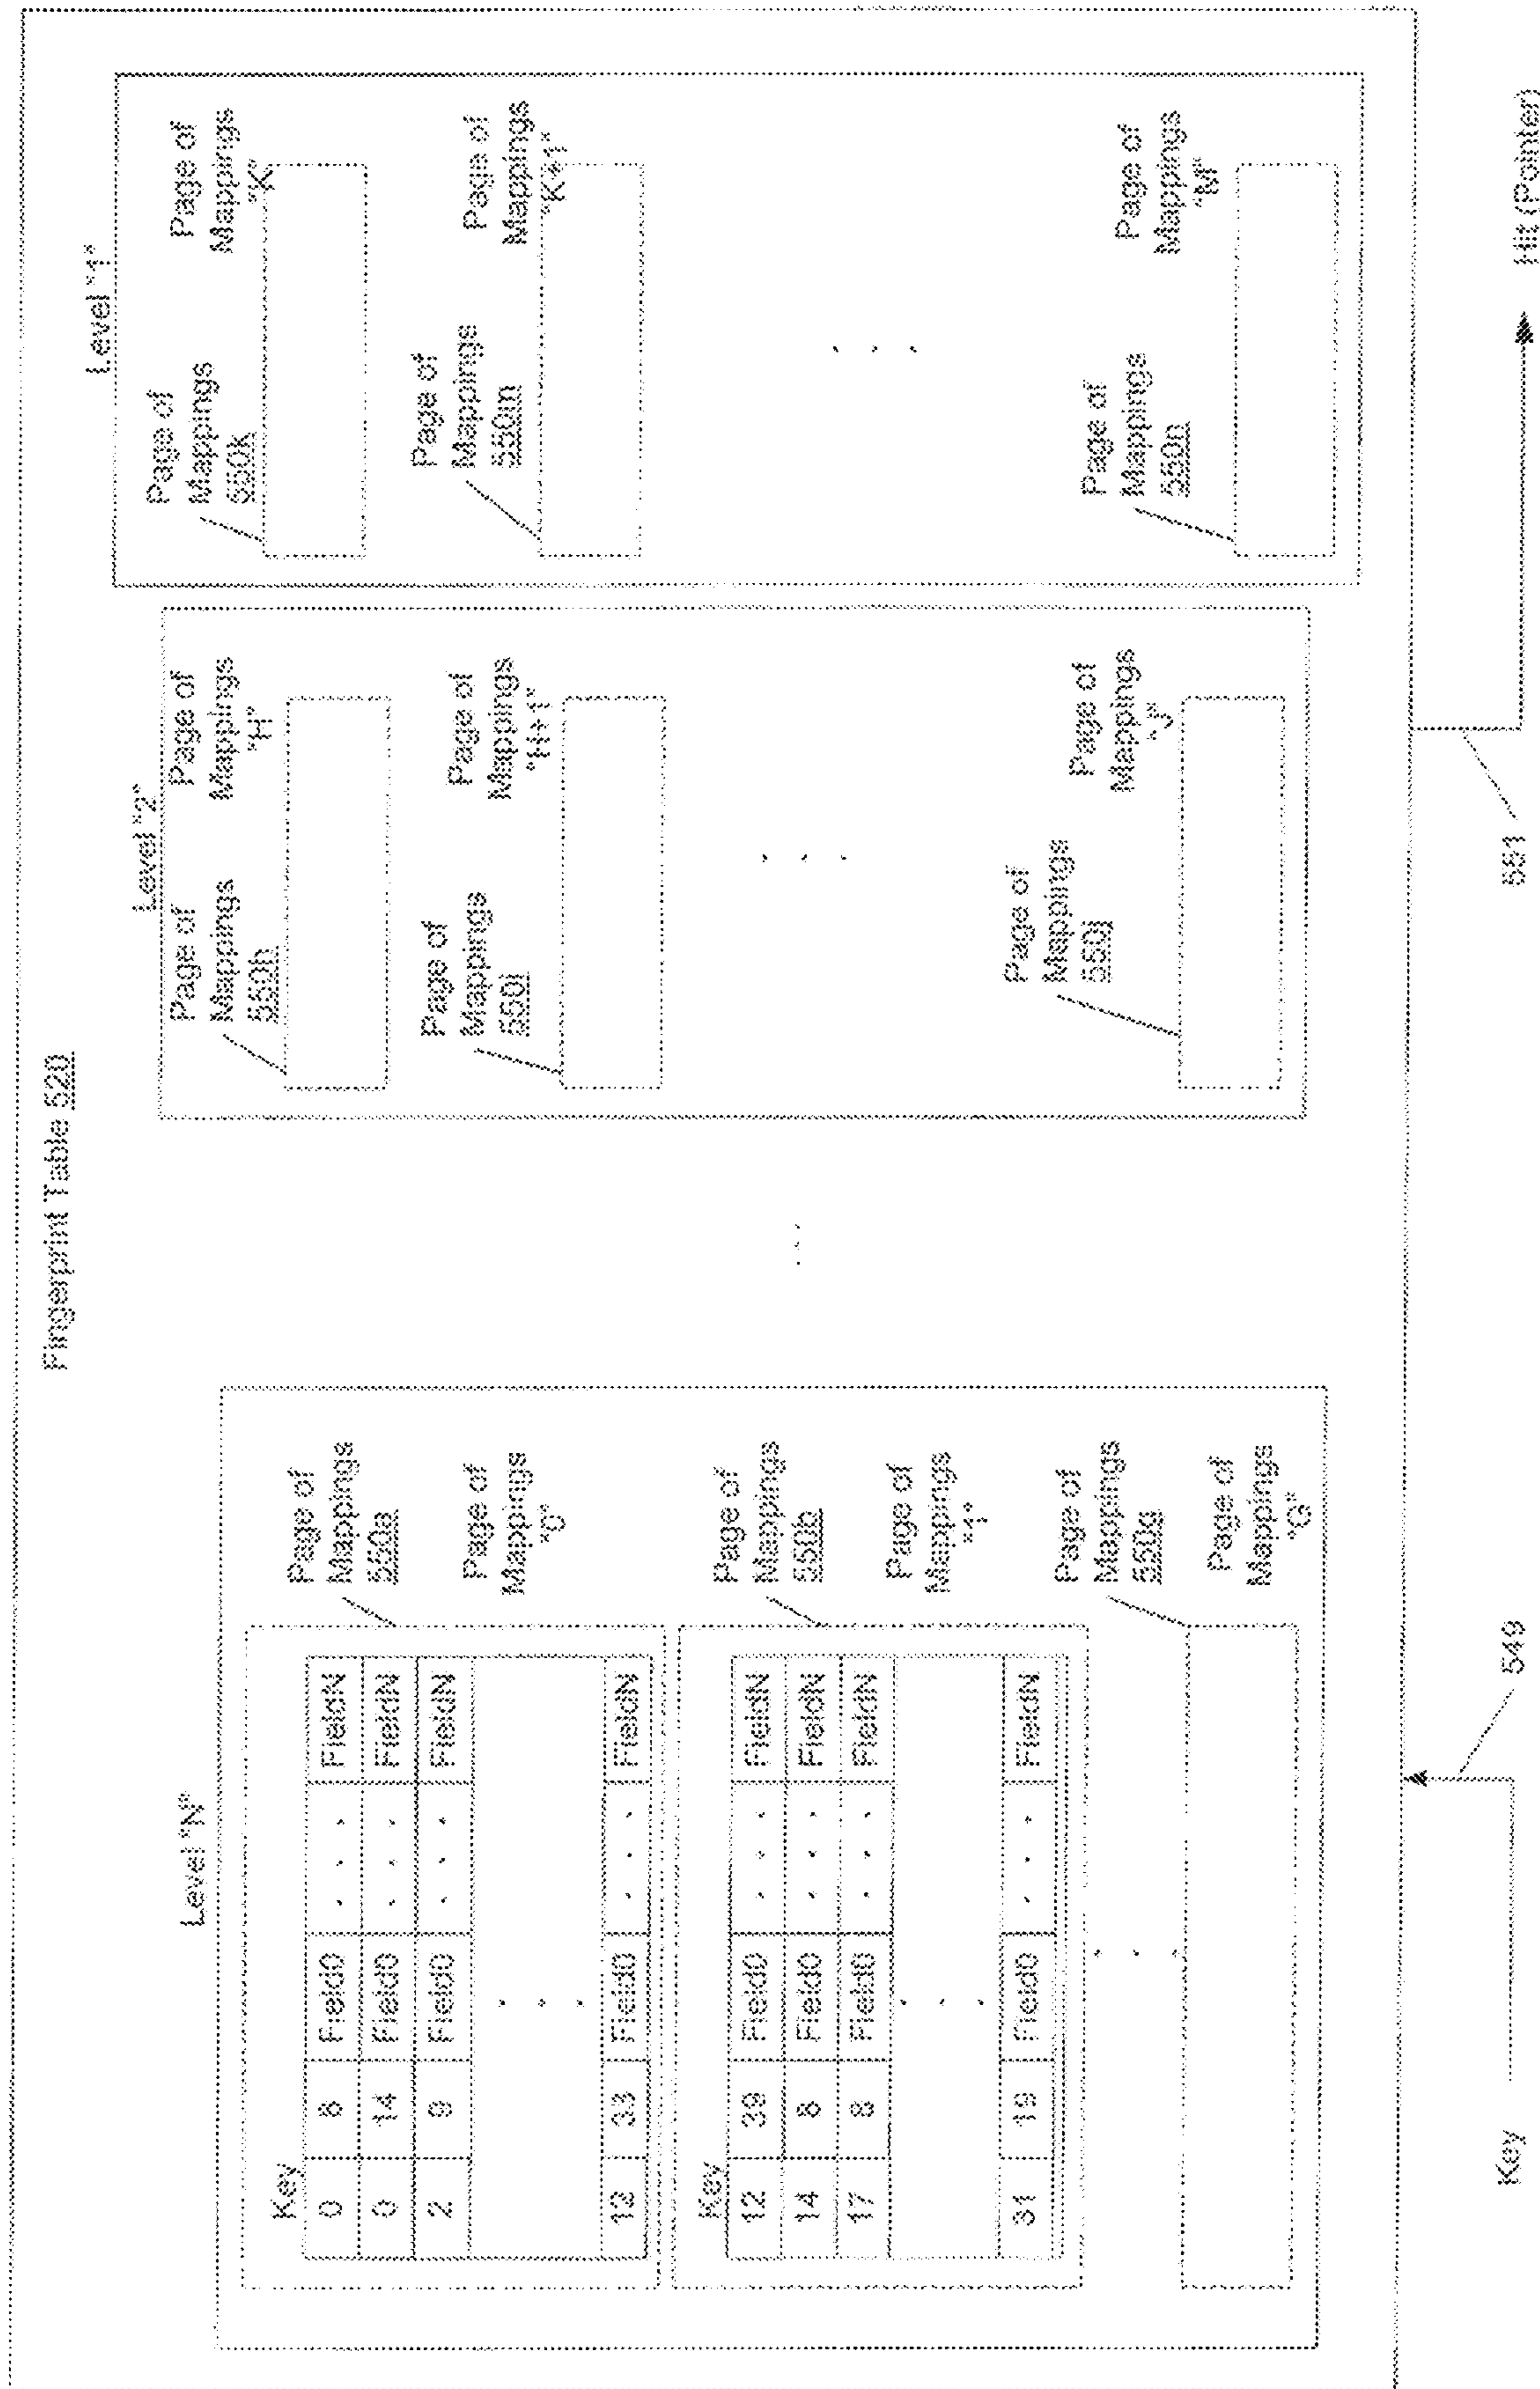 Fingerprint Table 520
Level "N"
Key
0 8 Field0 . . . FieldN
0 14 Field0 . . . FieldN
2 9 Field0 . . . FieldN
. . .
12 33 Field0 . . . FieldN
Page of
Mappings
550a
Page of
Mappings
"0"
Key
12 39 Field0 . . . FieldN
14 8 Field0 . . . FieldN
17 8 Field0 . . . FieldN
. . .
31 19 Field0 . . . FieldN
Page of
Mappings
550b
Page of
Mappings
"1"
. . .
Page of
Mappings
550g
Page of
Mappings
"G"
. . .
Level "2"
Page of
Mappings
550h
Page of
Mappings
"H"
Page of
Mappings
550i
Page of
Mappings
"H+1"
. . .
Page of
Mappings
550j
Page of
Mappings
"J"
Level "1"
Page of
Mappings
550k
Page of
Mappings
"K"
Page of
Mappings
550m
Page of
Mappings
"K+1"
. . .
Page of
Mappings
550n
Page of
Mappings
"M"
Key
549
551
Hit (Pointer)